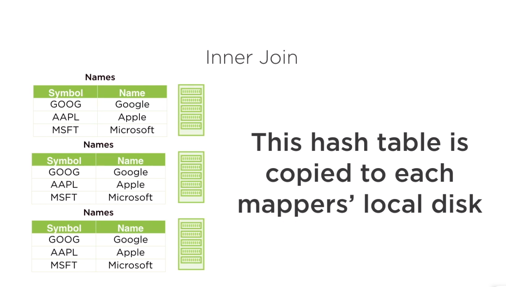 Inner Join
Names
Symbol Name
GOOG Google
AAPL Apple
MSFT Microsoft
Names
Symbol Name
GOOG Google
AAPL Apple
MSFT Microsoft
Names
Symbol Name
GOOG Google
AAPL Apple
MSFT Microsoft
This hash table is
copied to each
mappers' local disk